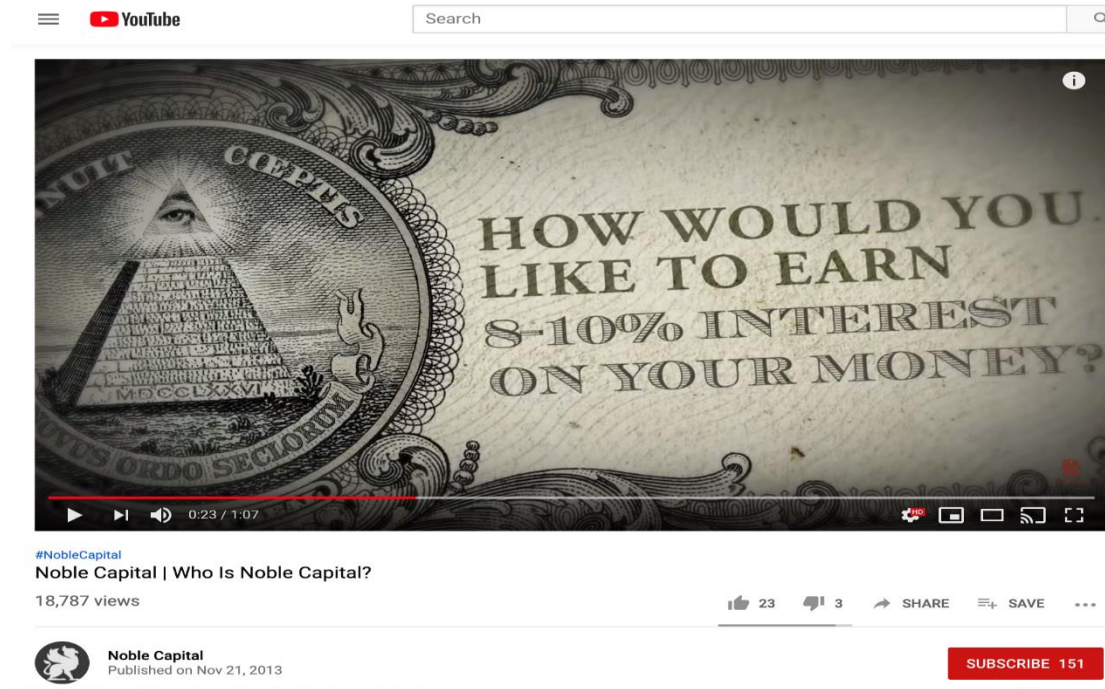 YouTube
Search
NUIT CŒPTIS
HOW WOULD YOU
LIKE TO EARN
8-10% INTEREST
ON YOUR MONEY?
MDCCLXXVI
OVUS ORDO SECLORUM
0:23 / 1:07
HD
#NobleCapital
Noble Capital | Who Is Noble Capital?
18,787 views
23
3
SHARE
SAVE
Noble Capital
Published on Nov 21, 2013
SUBSCRIBE 151